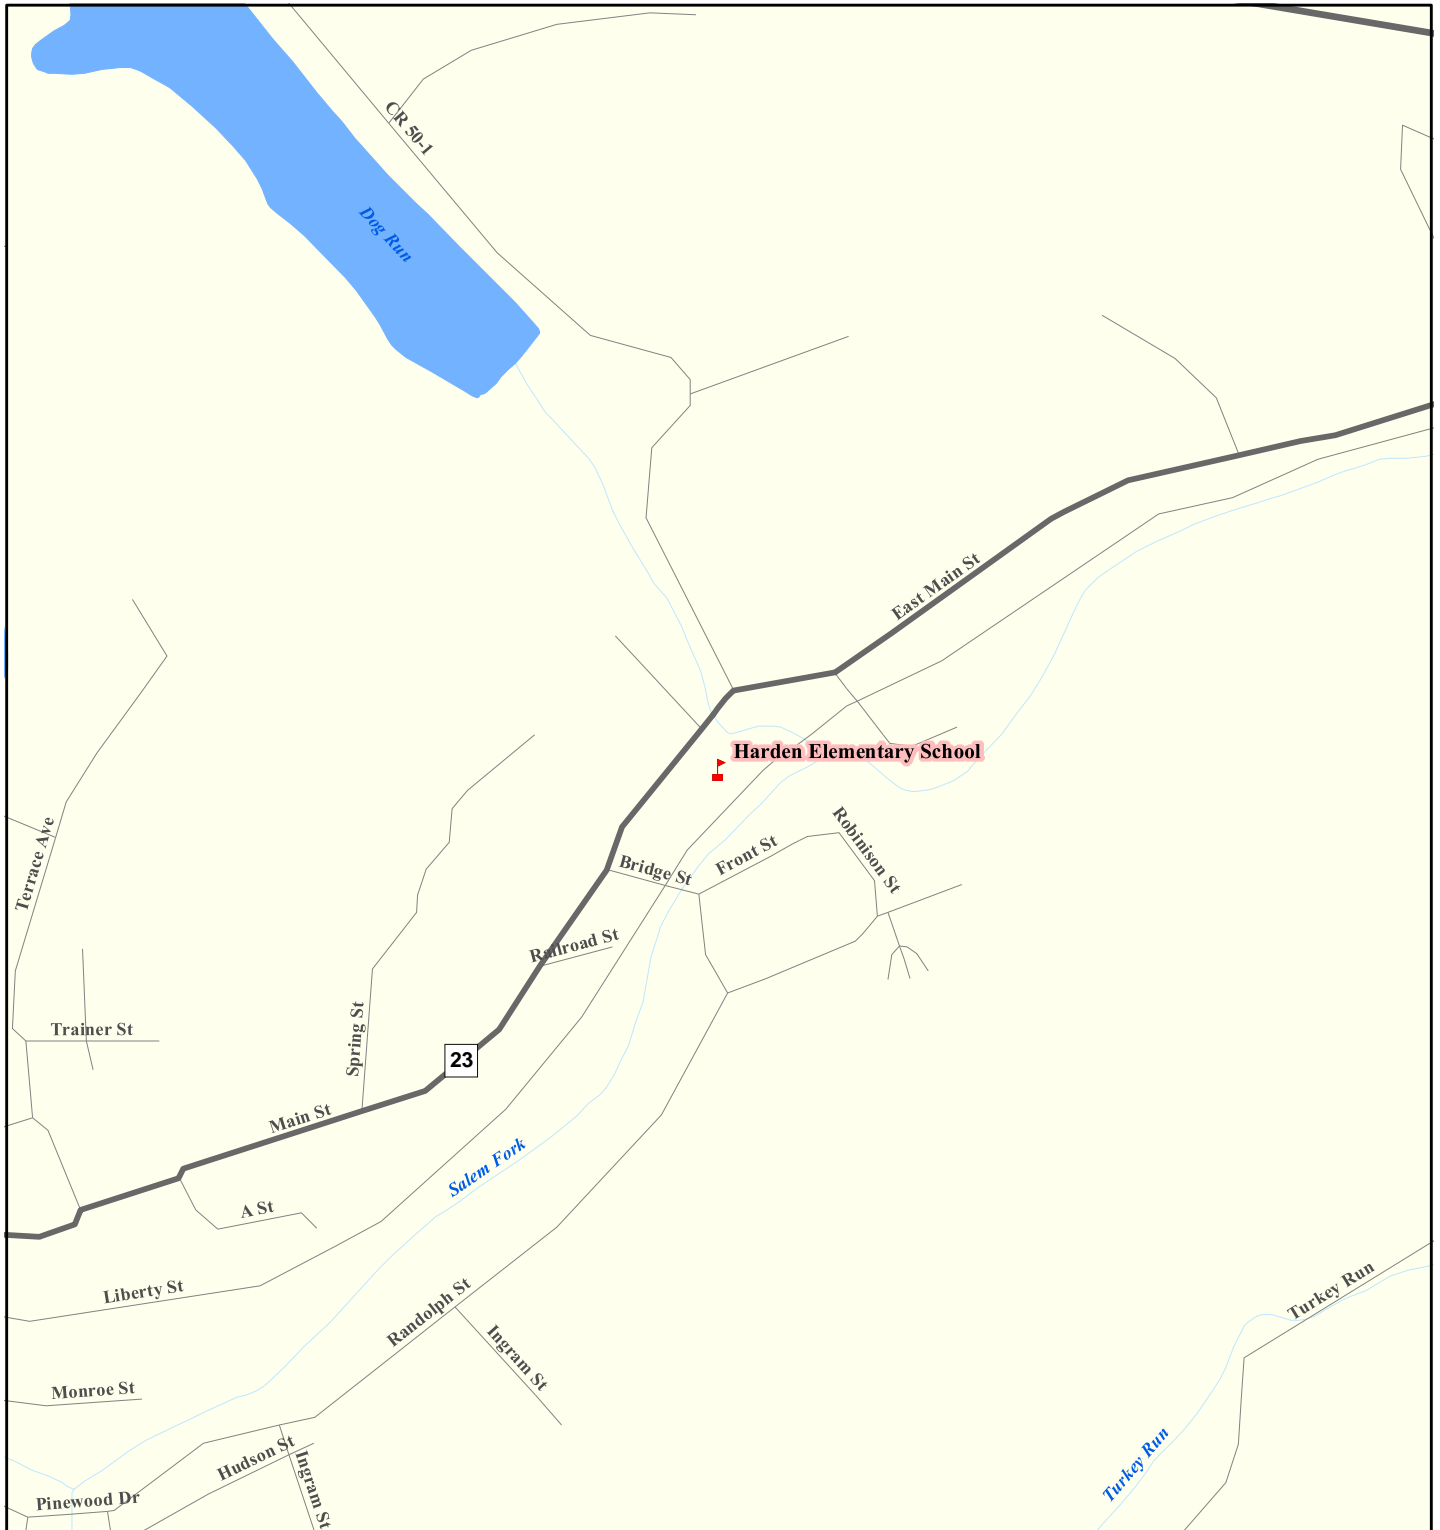 CR 50-1
Dog Run
East Main St
Harden Elementary School
Terrace Ave
Bridge St
Front St
Robinison St
Railroad St
Trainer St
Spring St
23
Main St
Salem Fork
A St
Liberty St
Randolph St
Turkey Run
Ingram St
Monroe St
Hudson St
Ingram St
Turkey Run
Pinewood Dr